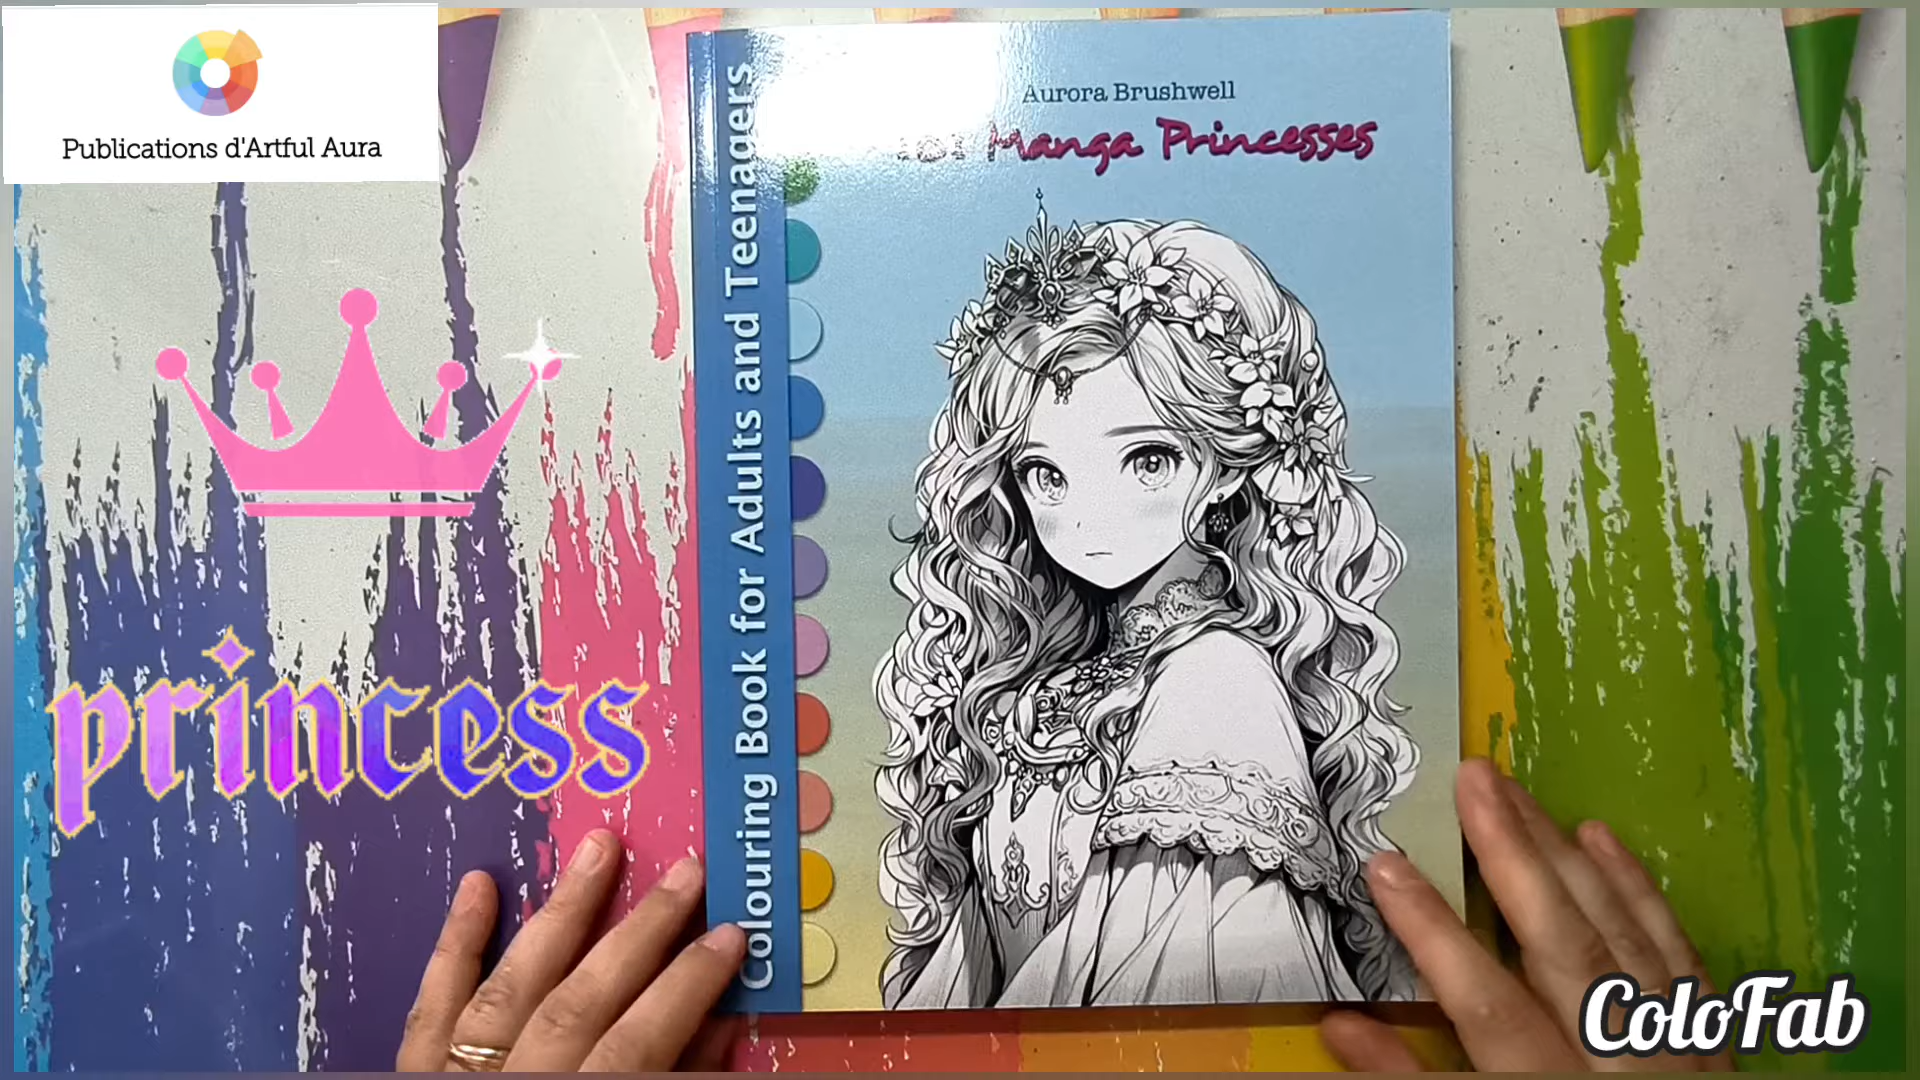 Publications d'Artful Aura
Aurora Brushwell
Manga Princesses
Colouring Book for Adults and Teenagers
princess
ColoFab